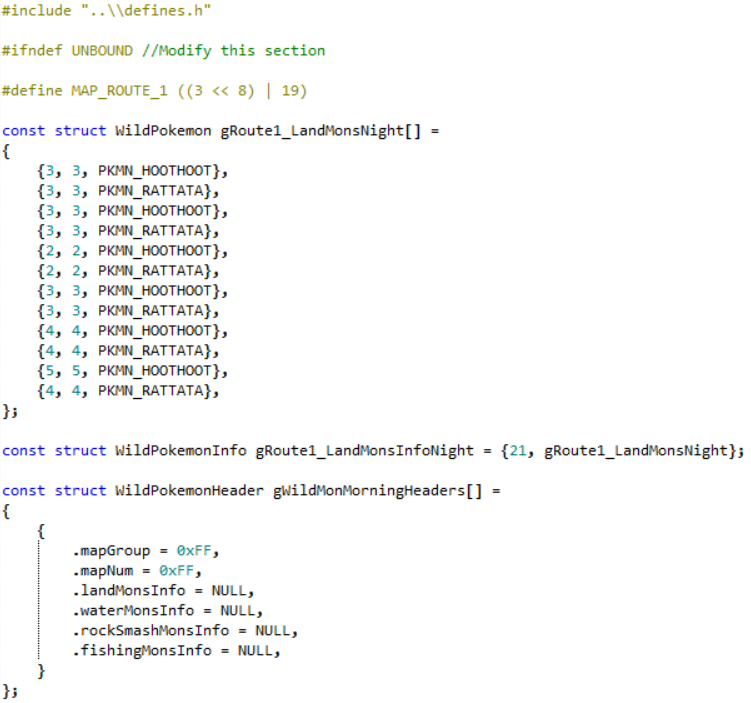 #include "..\\defines.h"
#ifndef UNBOUND //Modify this section
#define MAP_ROUTE_1 ((3 << 8) | 19)
const struct WildPokemon gRoute1_LandMonsNight[] =
{
{3, 3, PKMN_HOOTHOOT},
{3, 3, PKMN_RATTATA},
{3, 3, PKMN_HOOTHOOT},
{3, 3, PKMN_RATTATA},
{2, 2, PKMN_HOOTHOOT},
{2, 2, PKMN_RATTATA},
{3, 3, PKMN_HOOTHOOT},
{3, 3, PKMN_RATTATA},
{4, 4, PKMN_HOOTHOOT},
{4, 4, PKMN_RATTATA},
{5, 5, PKMN_HOOTHOOT},
{4, 4, PKMN_RATTATA},
};
const struct WildPokemonInfo gRoute1_LandMonsInfoNight = {21, gRoute1_LandMonsNight};
const struct WildPokemonHeader gWildMonMorningHeaders[] =
{
{
.mapGroup = 0xFF,
.mapNum = 0xFF,
.landMonsInfo = NULL,
.waterMonsInfo = NULL,
.rockSmashMonsInfo = NULL,
.fishingMonsInfo = NULL,
}
};